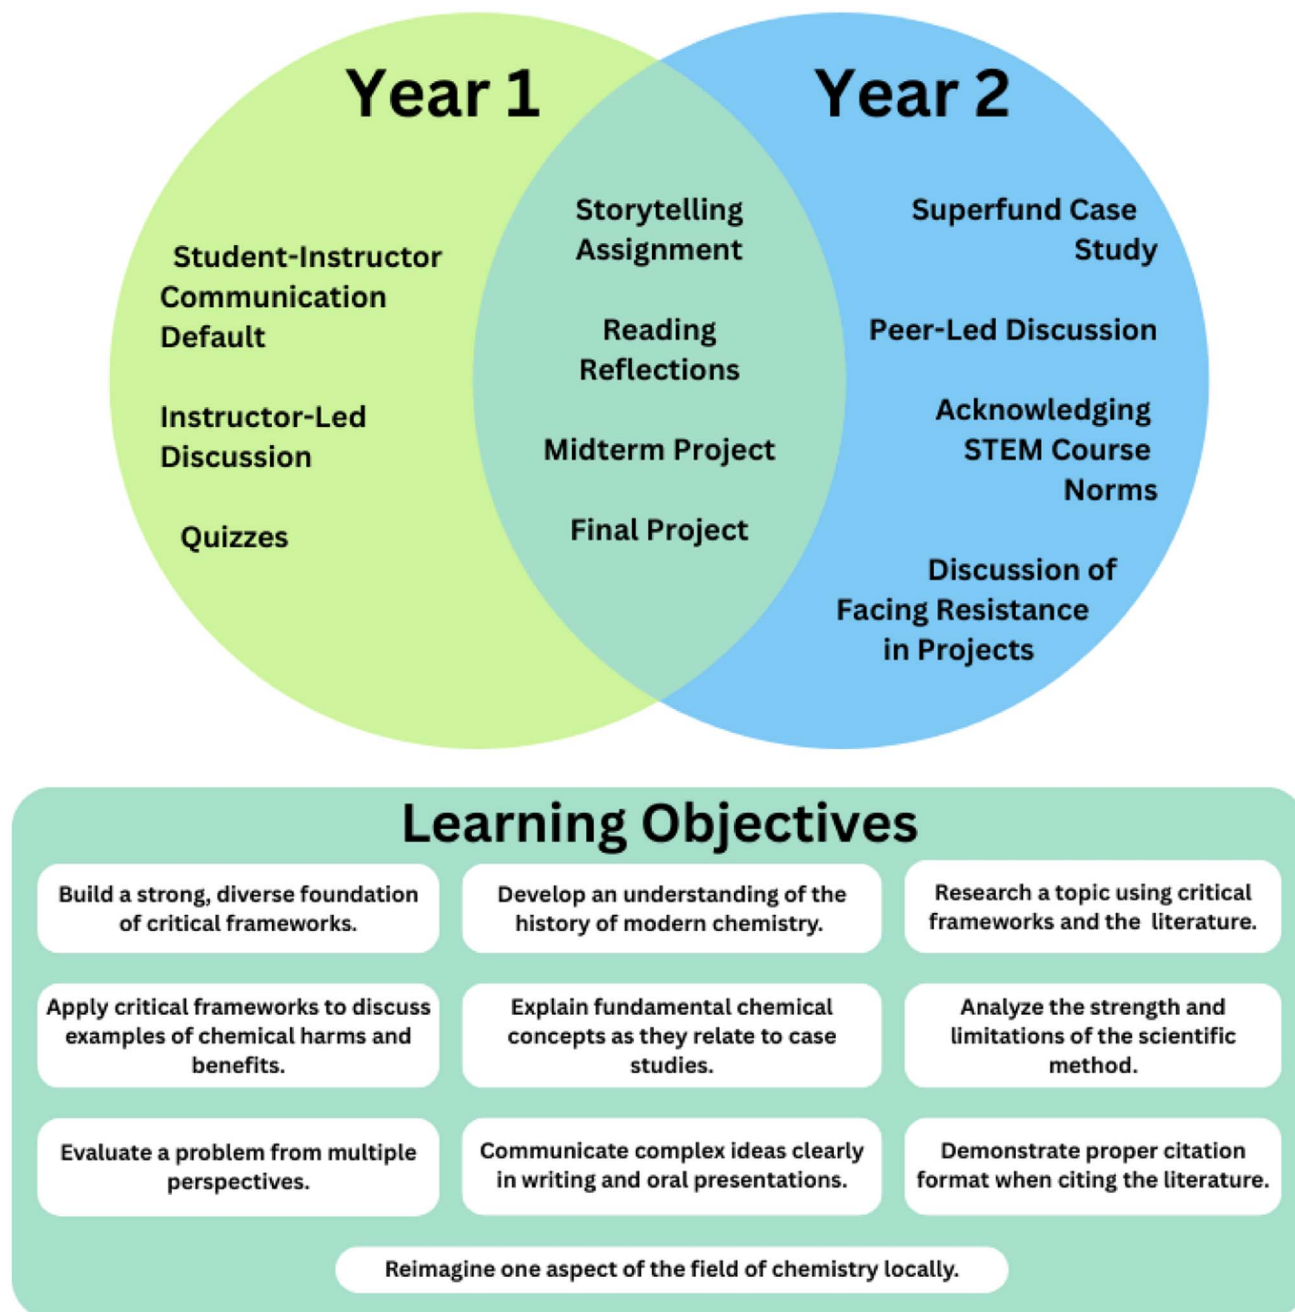 Year 1
Student-Instructor
Communication
Default
Instructor-Led
Discussion
Quizzes
Storytelling
Assignment
Reading
Reflections
Midterm Project
Final Project
Year 2
Superfund Case
Study
Peer-Led Discussion
Acknowledging
STEM Course
Norms
Discussion of
Facing Resistance
in Projects
Learning Objectives
Build a strong, diverse foundation
of critical frameworks.
Develop an understanding of the
history of modern chemistry.
Research a topic using critical
frameworks and the literature.
Apply critical frameworks to discuss
examples of chemical harms and
benefits.
Explain fundamental chemical
concepts as they relate to case
studies.
Analyze the strength and
limitations of the scientific
method.
Evaluate a problem from multiple
perspectives.
Communicate complex ideas clearly
in writing and oral presentations.
Demonstrate proper citation
format when citing the literature.
Reimagine one aspect of the field of chemistry locally.